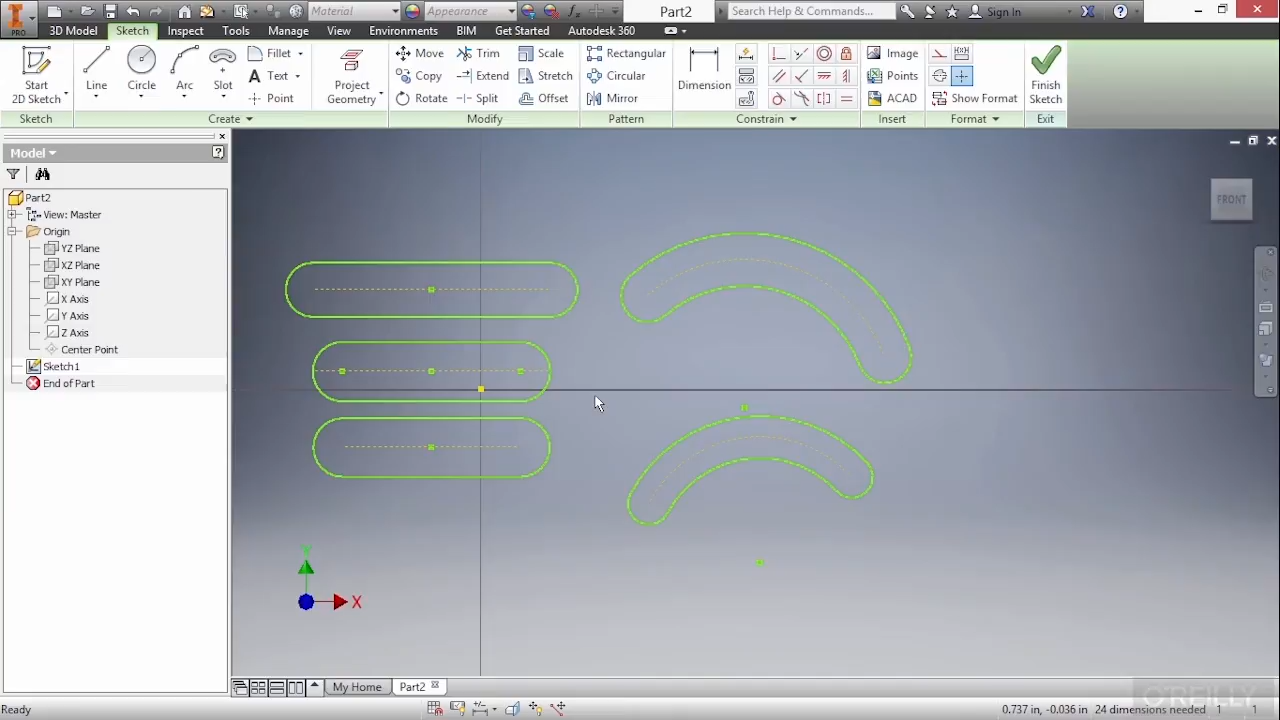 Material Appearance Part2 Search Help & Commands... Sign In
PRO 3D Model Sketch Inspect Tools Manage View Environments BIM Get Started Autodesk 360
Start 2D Sketch Line Circle Arc Slot Fillet Text Point Project Geometry Move Copy Rotate Trim Extend Split Scale Stretch Offset Rectangular Circular Mirror Dimension Image Points ACAD Show Format Finish Sketch
Sketch Create Modify Pattern Constrain Insert Format Exit
Model
Part2
View: Master
Origin
YZ Plane
XZ Plane
XY Plane
X Axis
Y Axis
Z Axis
Center Point
Sketch1
End of Part
FRONT
Y
X
My Home Part2
O'REILLY
Ready 0.737 in, -0.036 in 24 dimensions needed 1 1